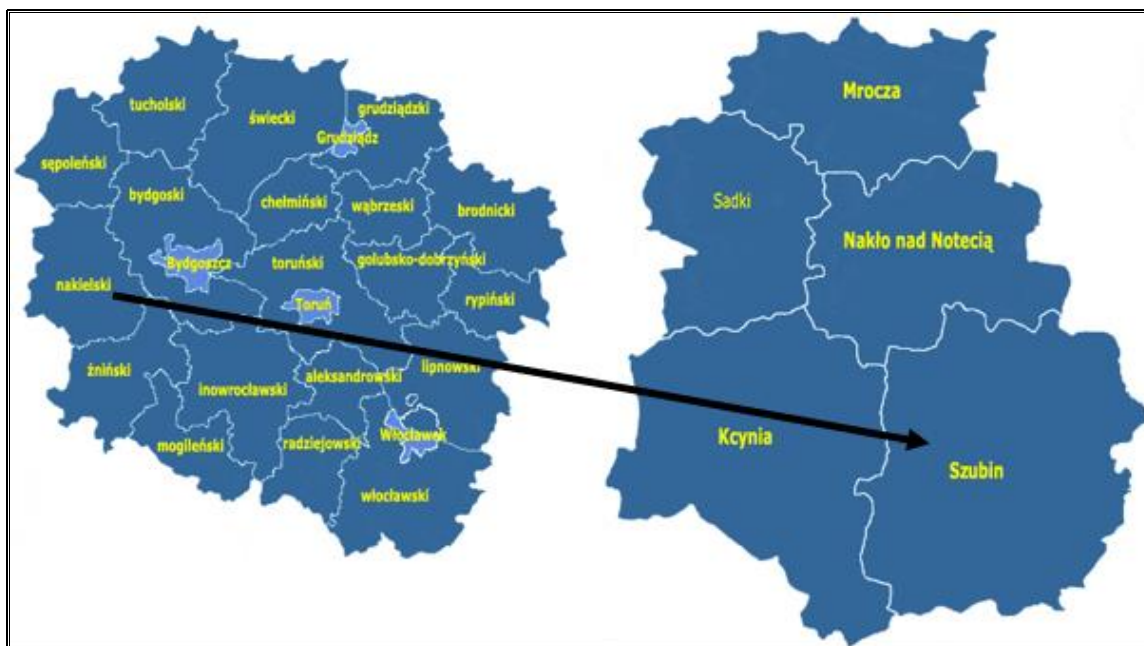 tucholski
świecki
grudziądzki
Grudziądz
sępoleński
bydgoski
chełmiński
wąbrzeski
brodnicki
Bydgoszcz
toruński
golubsko-dobrzyński
nakielski
Toruń
rypiński
żniński
inowrocławski
aleksandrowski
lipnowski
mogileński
radziejowski
Włocławek
włocławski
Mrocza
Sadki
Nakło nad Notecią
Kcynia
Szubin